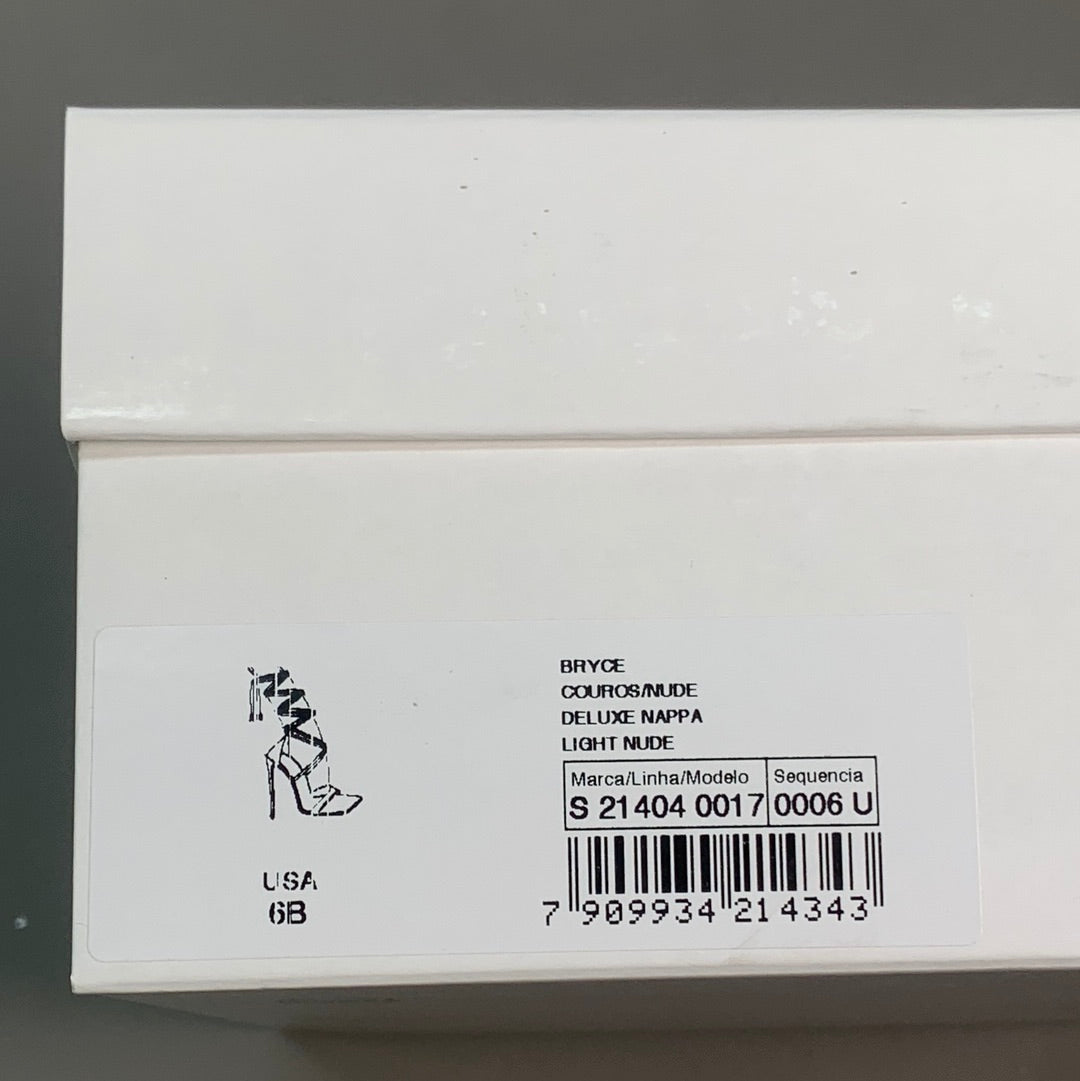 BRYCE
COUROS/NUDE
DELUXE NAPPA
LIGHT NUDE
Marca/Linha/Modelo Sequencia
S 21404 0017 0006 U
USA
6B
7 909934 214343